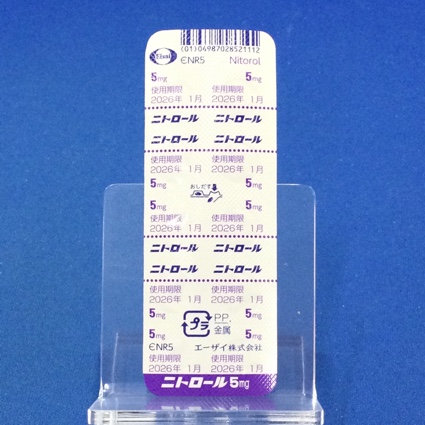 (01)04987028521112
Eisai ЄNR5 Nitorol
5mg 5mg
使用期限 使用期限
2026年 1月 2026年 1月
ニトロール ニトロール
ニトロール ニトロール
使用期限 使用期限
2026年 1月 2026年 1月
5mg おしだす 5mg
5mg 5mg
使用期限 使用期限
2026年 1月 2026年 1月
ニトロール ニトロール
ニトロール ニトロール
使用期限 使用期限
2026年 1月 2026年 1月
5mg 5mg
プラ PP,
金属
5mg 5mg
ЄNR5 エーザイ株式会社
使用期限 使用期限
2026年 1月 2026年 1月
ニトロール5mg